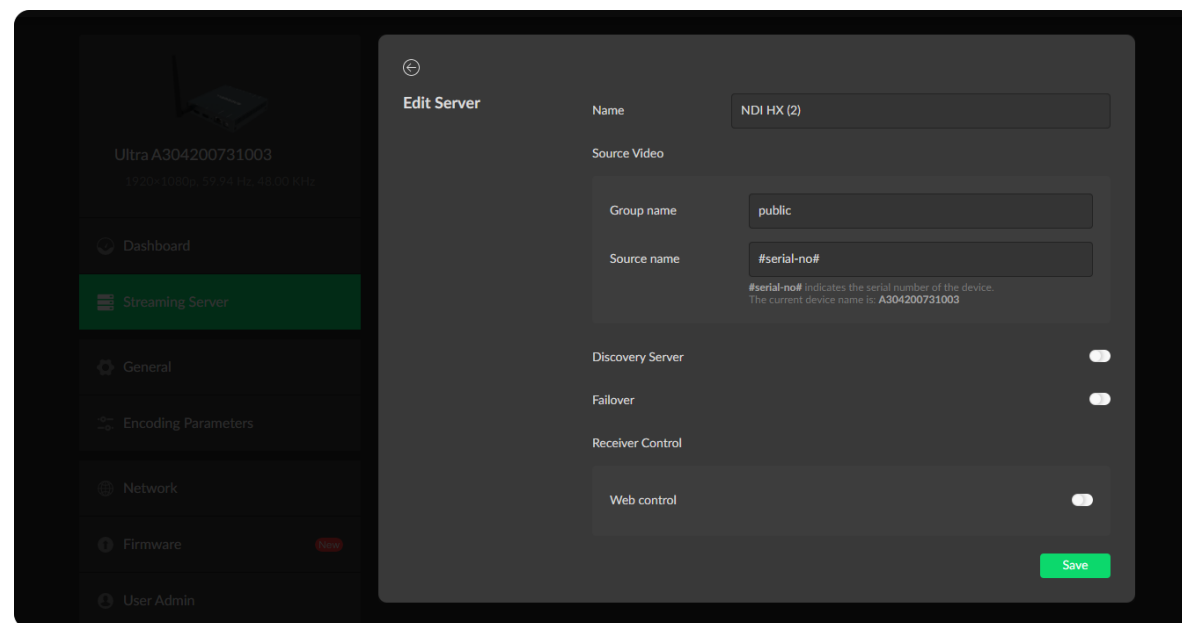 Ultra A304200731003
1920×1080p, 59.94 Hz, 48.00 KHz
Dashboard
Streaming Server
General
Encoding Parameters
Network
Firmware
New
User Admin
Edit Server
Name
NDI HX (2)
Source Video
Group name
public
Source name
#serial-no#
#serial-no# indicates the serial number of the device.
The current device name is: A304200731003
Discovery Server
Failover
Receiver Control
Web control
Save